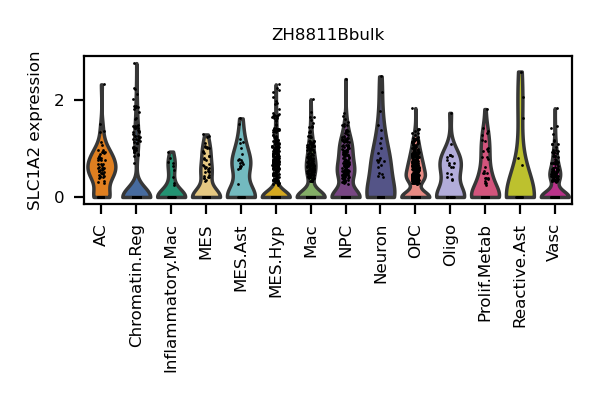 ZH8811Bbulk
SLC1A2 expression
2
0
AC
Chromatin.Reg
Inflammatory.Mac
MES
MES.Ast
MES.Hyp
Mac
NPC
Neuron
OPC
Oligo
Prolif.Metab
Reactive.Ast
Vasc